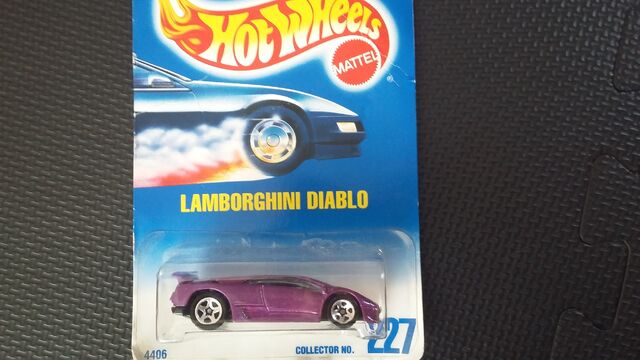 Hot Wheels
MATTEL
LAMBORGHINI DIABLO
4406
COLLECTOR NO. 227